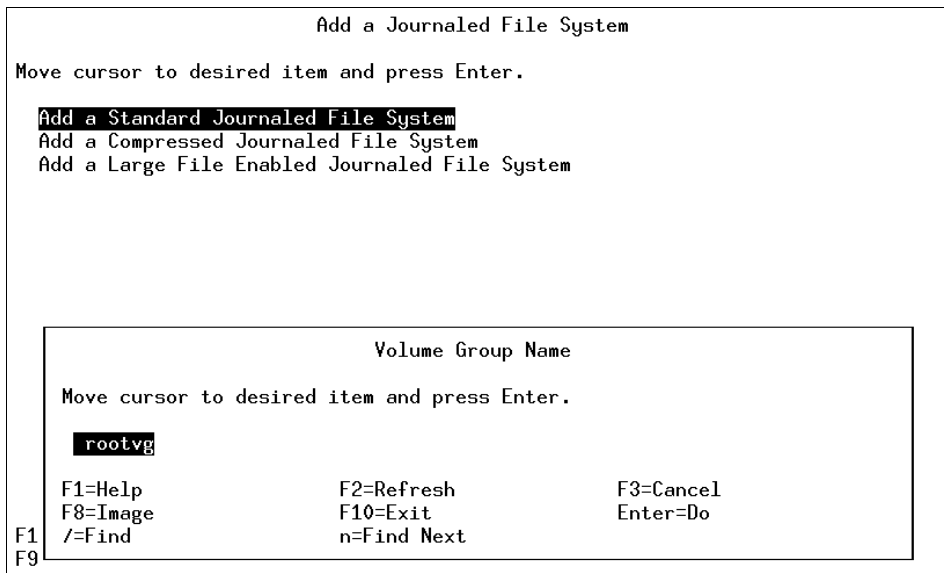 Add a Journaled File System
Move cursor to desired item and press Enter.
Add a Standard Journaled File System
Add a Compressed Journaled File System
Add a Large File Enabled Journaled File System
Volume Group Name
Move cursor to desired item and press Enter.
rootvg
F1=Help F2=Refresh F3=Cancel
F8=Image F10=Exit Enter=Do
F1 /=Find n=Find Next
F9